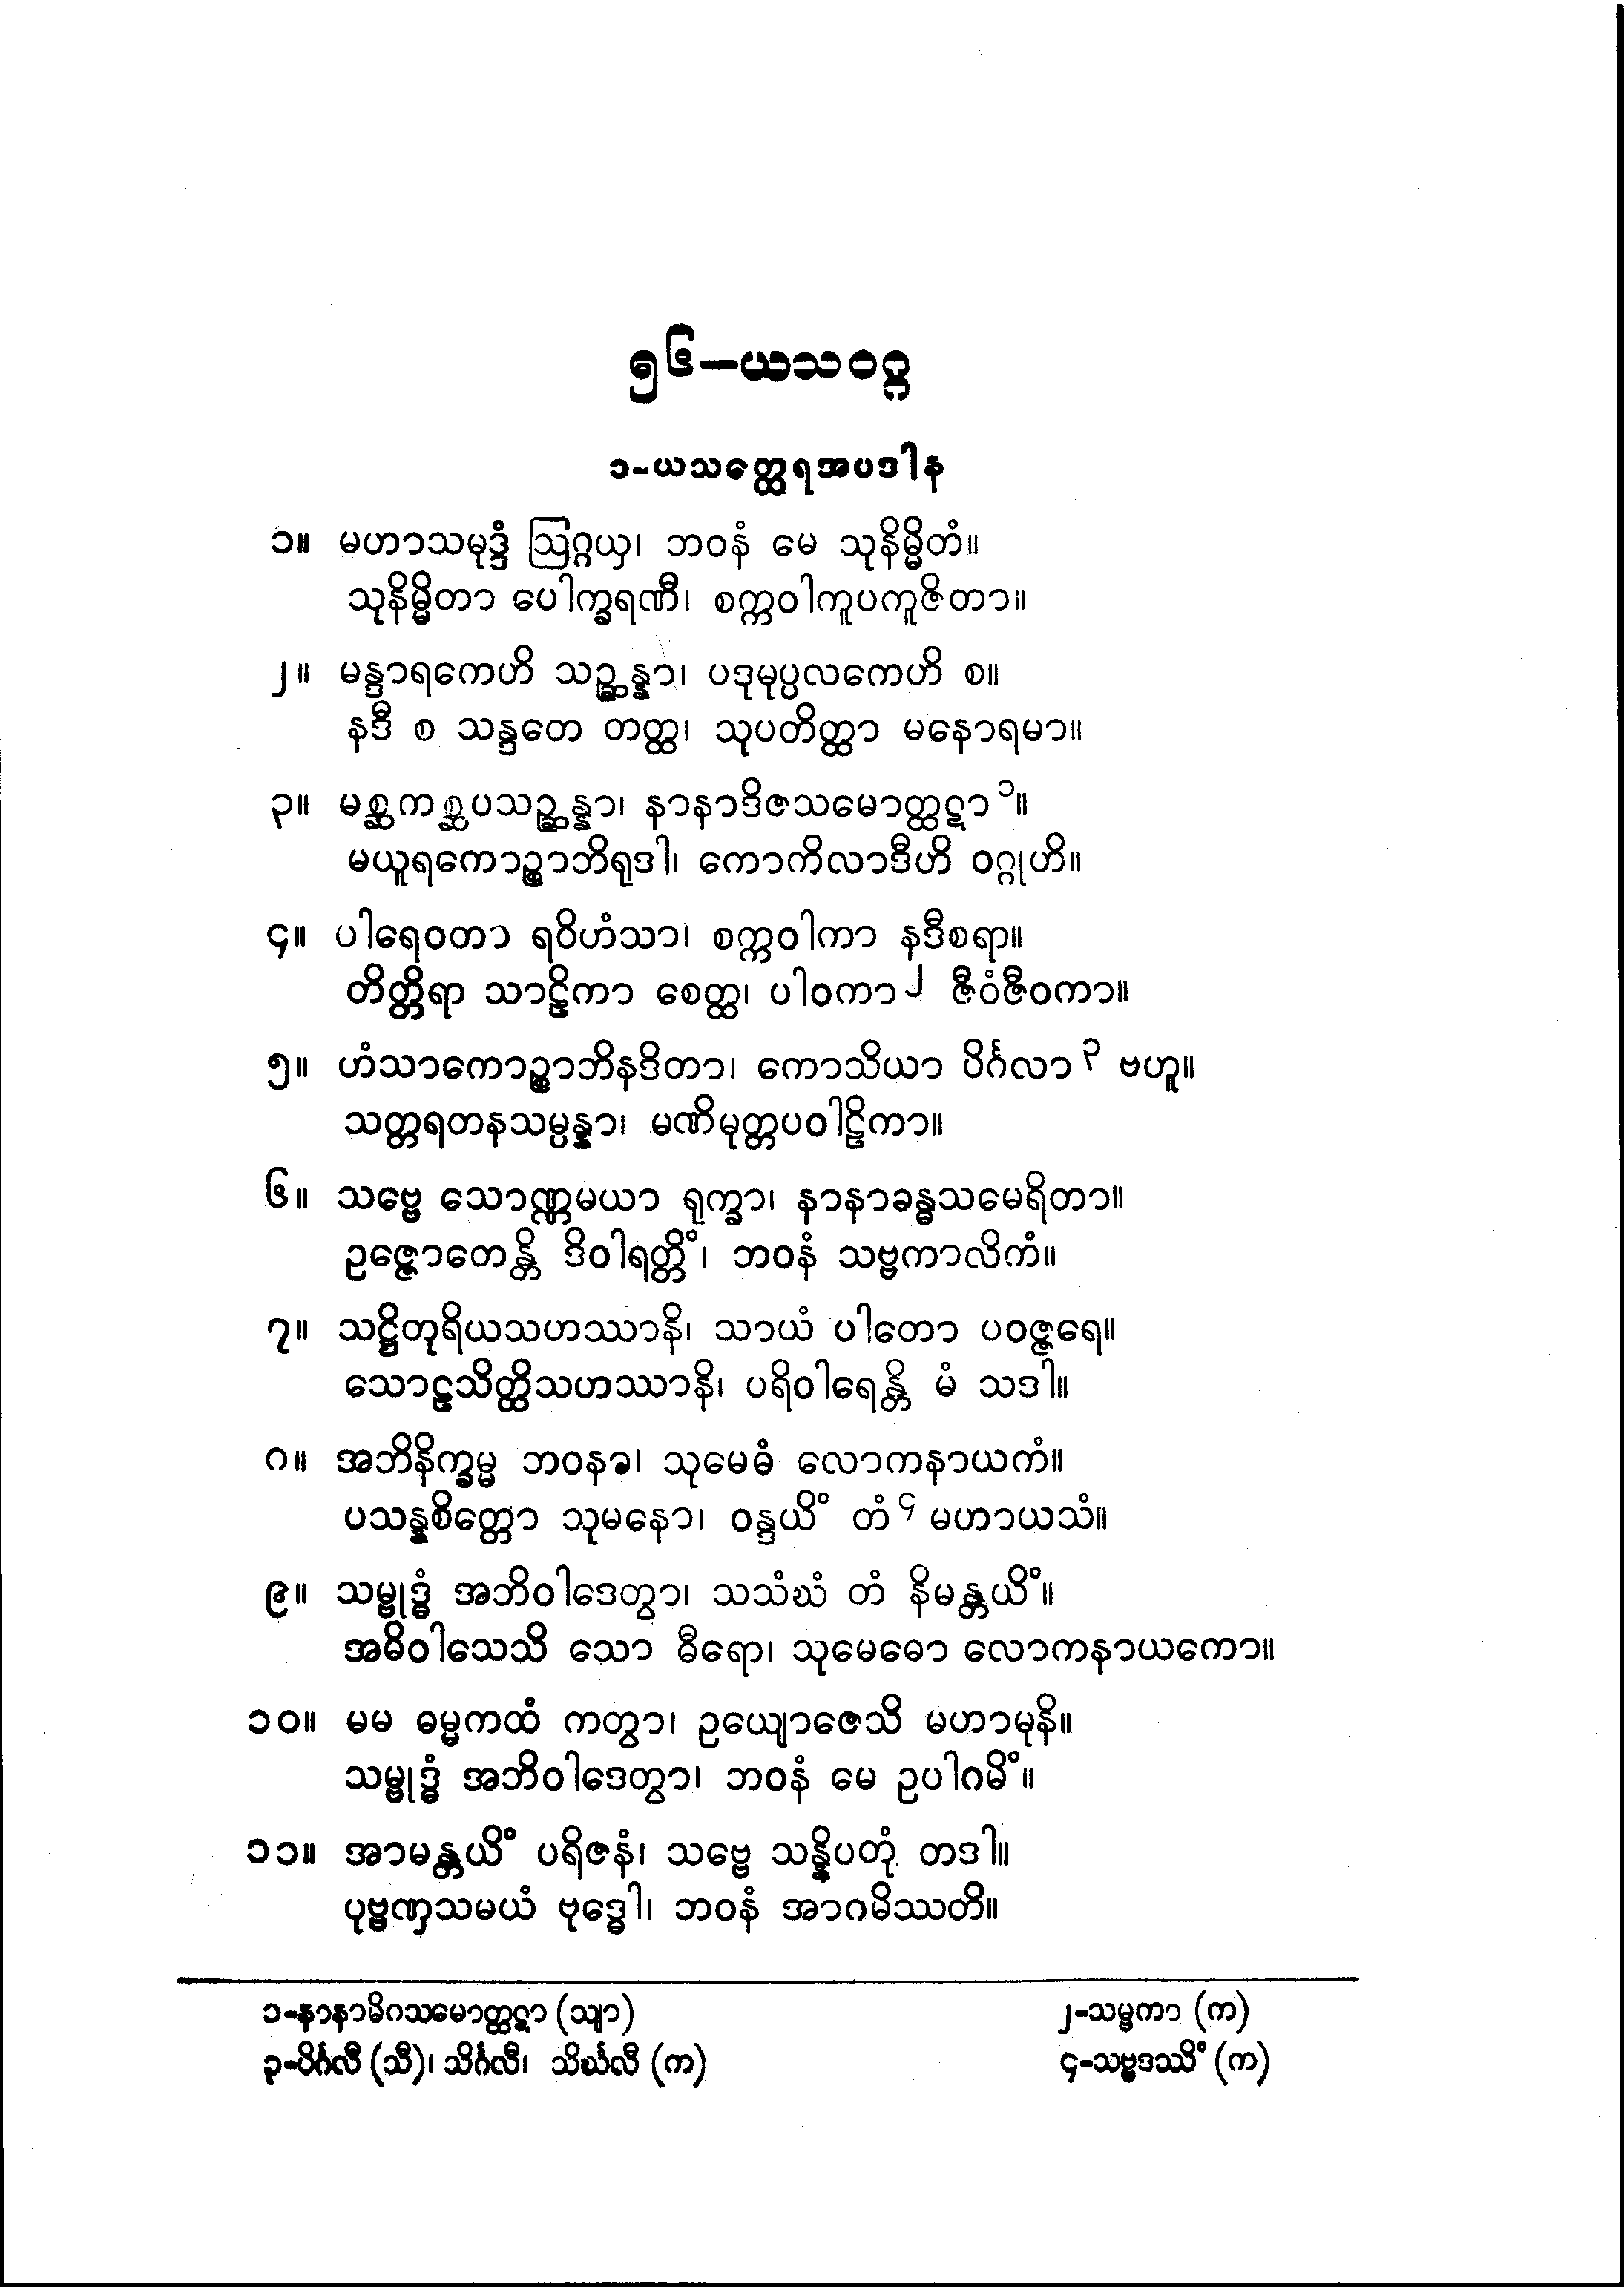 ၅၆–ယသဝဂ္ဂ
၁-ယသတ္ထေရအပဒါန
၁။ မဟာသမုဒ္ဒံ ဩဂ္ဂယှ၊ ဘဝနံ မေ သုနိမ္မိတံ။
သုနိမ္မိတာ ပေါက္ခရဏီ၊ စက္ကဝါကူပကူဇိတာ။
၂။ မန္ဒာရကေဟိ သဉ္ဆန္နာ၊ ပဒုမုပ္ပလကေဟိ စ။
နဒီ စ သန္ဒတေ တတ္ထ၊ သုပတိတ္ထာ မနောရမာ။
၃။ မစ္ဆကစ္ဆပသဉ္ဆန္နာ၊ နာနာဒိဇသမောတ္ထဋာ၁။
မယူရကောဉ္စာဘိရုဒါ၊ ကောကိလာဒီဟိ ဝဂ္ဂုဟိ။
၄။ ပါရေဝတာ ရဝိဟံသာ၊ စက္ကဝါကာ နဒီစရာ။
တိတ္တိရာ သာဠိကာ စေတ္ထ၊ ပါဝကာ၂ ဇီဝံဇီဝကာ။
၅။ ဟံသာကောဉ္စာဘိနဒိတာ၊ ကောသိယာ ပိင်္ဂလာ၃ ဗဟူ။
သတ္တရတနသမ္ပန္နာ၊ မဏိမုတ္တပဝါဠိကာ။
၆။ သဗ္ဗေ သောဏ္ဏမယာ ရုက္ခာ၊ နာနာခန္ဓသမေရိတာ။
ဥဇ္ဇောတေန္တိ ဒိဝါရတ္တိံ၊ ဘဝနံ သဗ္ဗကာလိကံ။
၇။ သဋ္ဌိတုရိယသဟဿာနိ၊ သာယံ ပါတော ပဝဇ္ဇရေ။
သောဠသိတ္ထိသဟဿာနိ၊ ပရိဝါရေန္တိ မံ သဒါ။
၈။ အဘိနိက္ခမ္မ ဘဝနာ၊ သုမေဓံ လောကနာယကံ။
ပသန္နစိတ္တော သုမနော၊ ဝန္ဒယိံ တံ၄ မဟာယသံ။
၉။ သမ္ဗုဒ္ဓံ အဘိဝါဒေတွာ၊ သသံဃံ တံ နိမန္တယိံ။
အဓိဝါသေသိ သော ဓီရော၊ သုမေဓော လောကနာယကော။
၁၀။ မမ ဓမ္မကထံ ကတွာ၊ ဥယျောဇေသိ မဟာမုနိ။
သမ္ဗုဒ္ဓံ အဘိဝါဒေတွာ၊ ဘဝနံ မေ ဥပါဂမိံ။
၁၁။ အာမန္တယိံ ပရိဇနံ၊ သဗ္ဗေ သန္နိပတုံ တဒါ။
ပုဗ္ဗဏှသမယံ ဗုဒ္ဓေါ၊ ဘဝနံ အာဂမိဿတိ။
၁-နာနာမိဂသမောတ္ထဋာ (သျာ) ၂-သမ္ဗကာ (က)
၃-ပိင်္ဂလီ (သီ)၊ သိင်္ဂလီ၊ သိင်္ဃလီ (က) ၄-သဗ္ဗဒဿိံ (က)